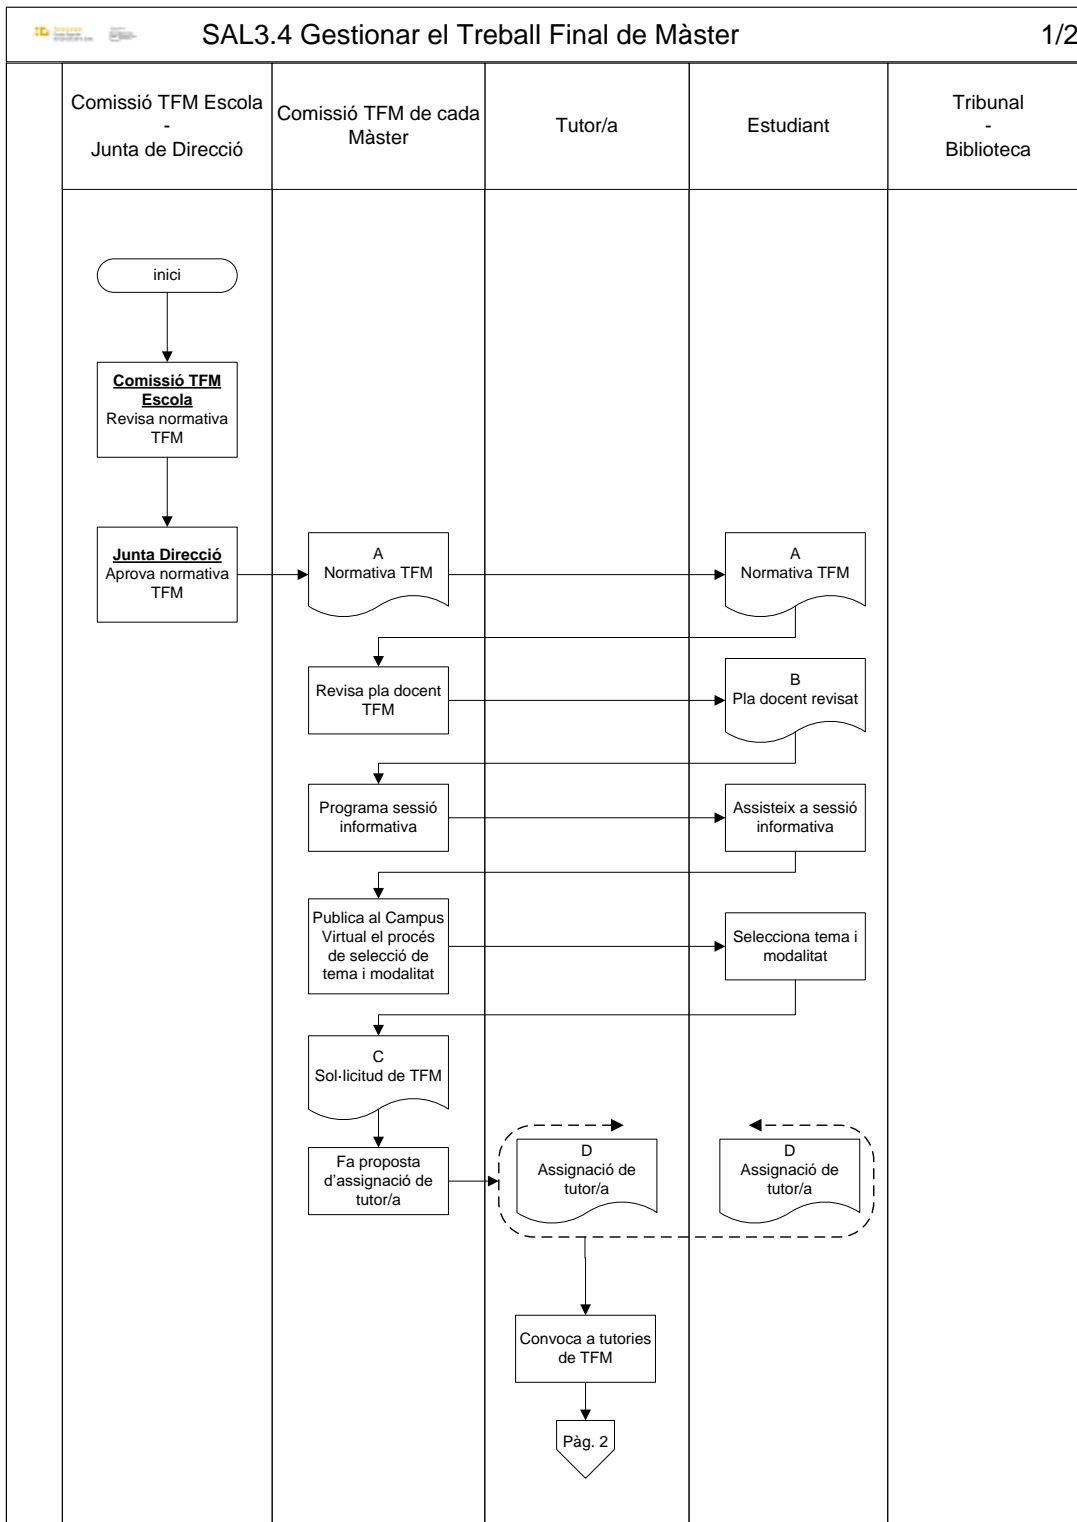 SAL3.4 Gestionar el Treball Final de Màster
1/2
Comissió TFM Escola
-
Junta de Direcció
Comissió TFM de cada
Màster
Tutor/a
Estudiant
Tribunal
-
Biblioteca
inici
Comissió TFM
Escola
Revisa normativa
TFM
Junta Direcció
Aprova normativa
TFM
A
Normativa TFM
A
Normativa TFM
Revisa pla docent
TFM
B
Pla docent revisat
Programa sessió
informativa
Assisteix a sessió
informativa
Publica al Campus
Virtual el procés
de selecció de
tema i modalitat
Selecciona tema i
modalitat
C
Sol·licitud de TFM
Fa proposta
d'assignació de
tutor/a
D
Assignació de
tutor/a
D
Assignació de
tutor/a
Convoca a tutories
de TFM
Pàg. 2